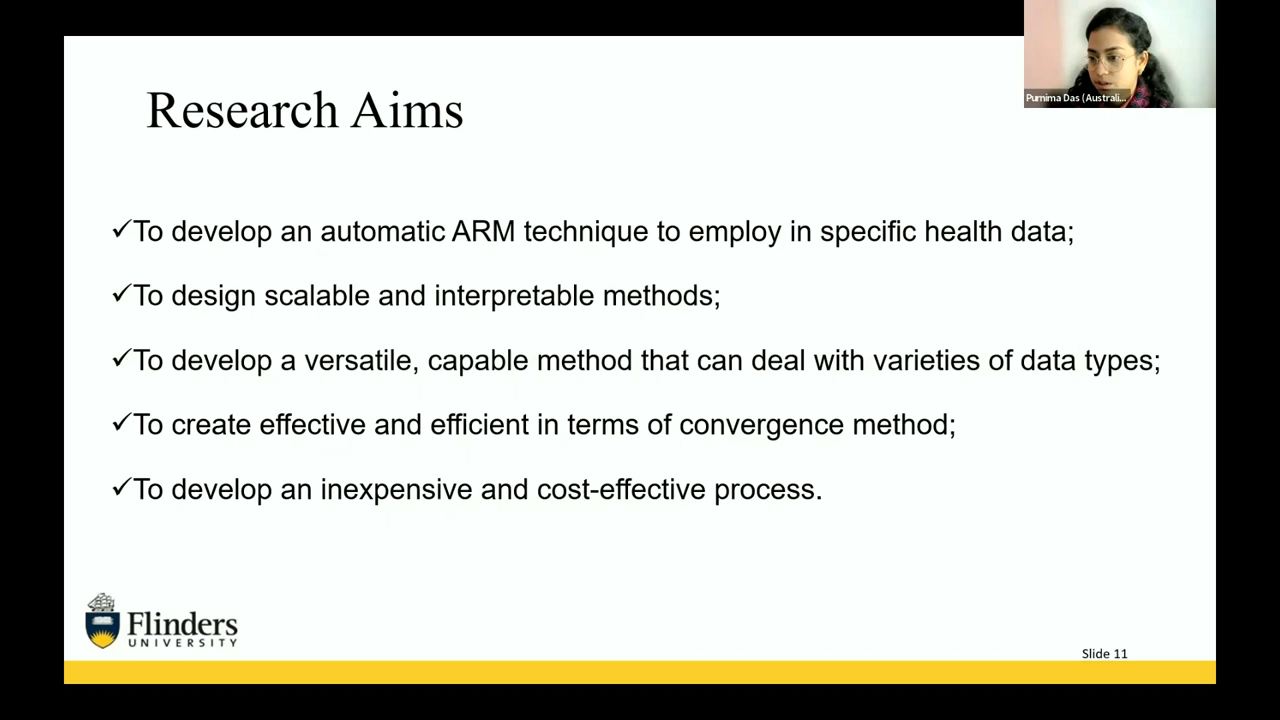 Purnima Das (Australi...
Research Aims
✓To develop an automatic ARM technique to employ in specific health data;
✓To design scalable and interpretable methods;
✓To develop a versatile, capable method that can deal with varieties of data types;
✓To create effective and efficient in terms of convergence method;
✓To develop an inexpensive and cost-effective process.
Flinders
UNIVERSITY
Slide 11